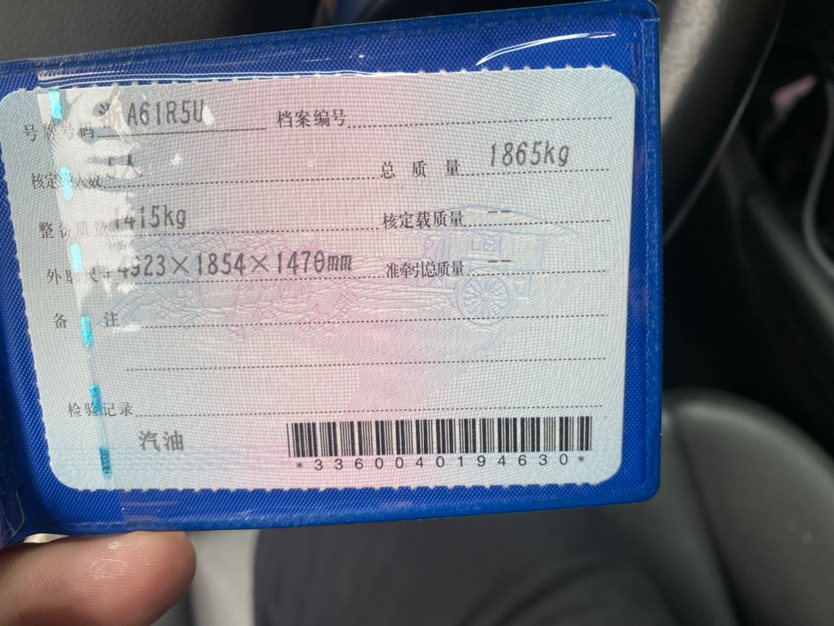 号牌号码 浙A61R5U 档案编号
核定载人数 5人 总质量 1865kg
整备质量 1415kg 核定载质量 --
外廓尺寸 4923×1854×1470mm 准牵引总质量 --
备注
检验记录
汽油
*3360040194630*